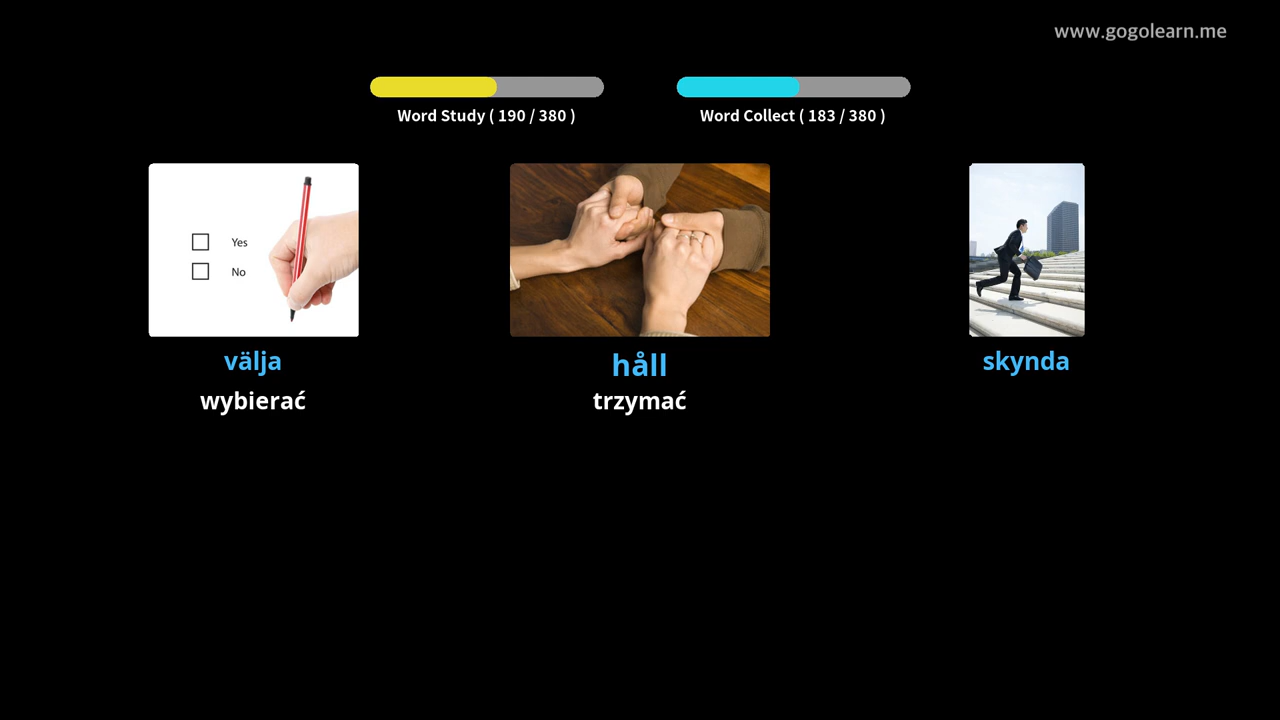 www.gogolearn.me
Word Study ( 190 / 380 )
Word Collect ( 183 / 380 )
Yes
No
välja
håll
skynda
wybierać
trzymać